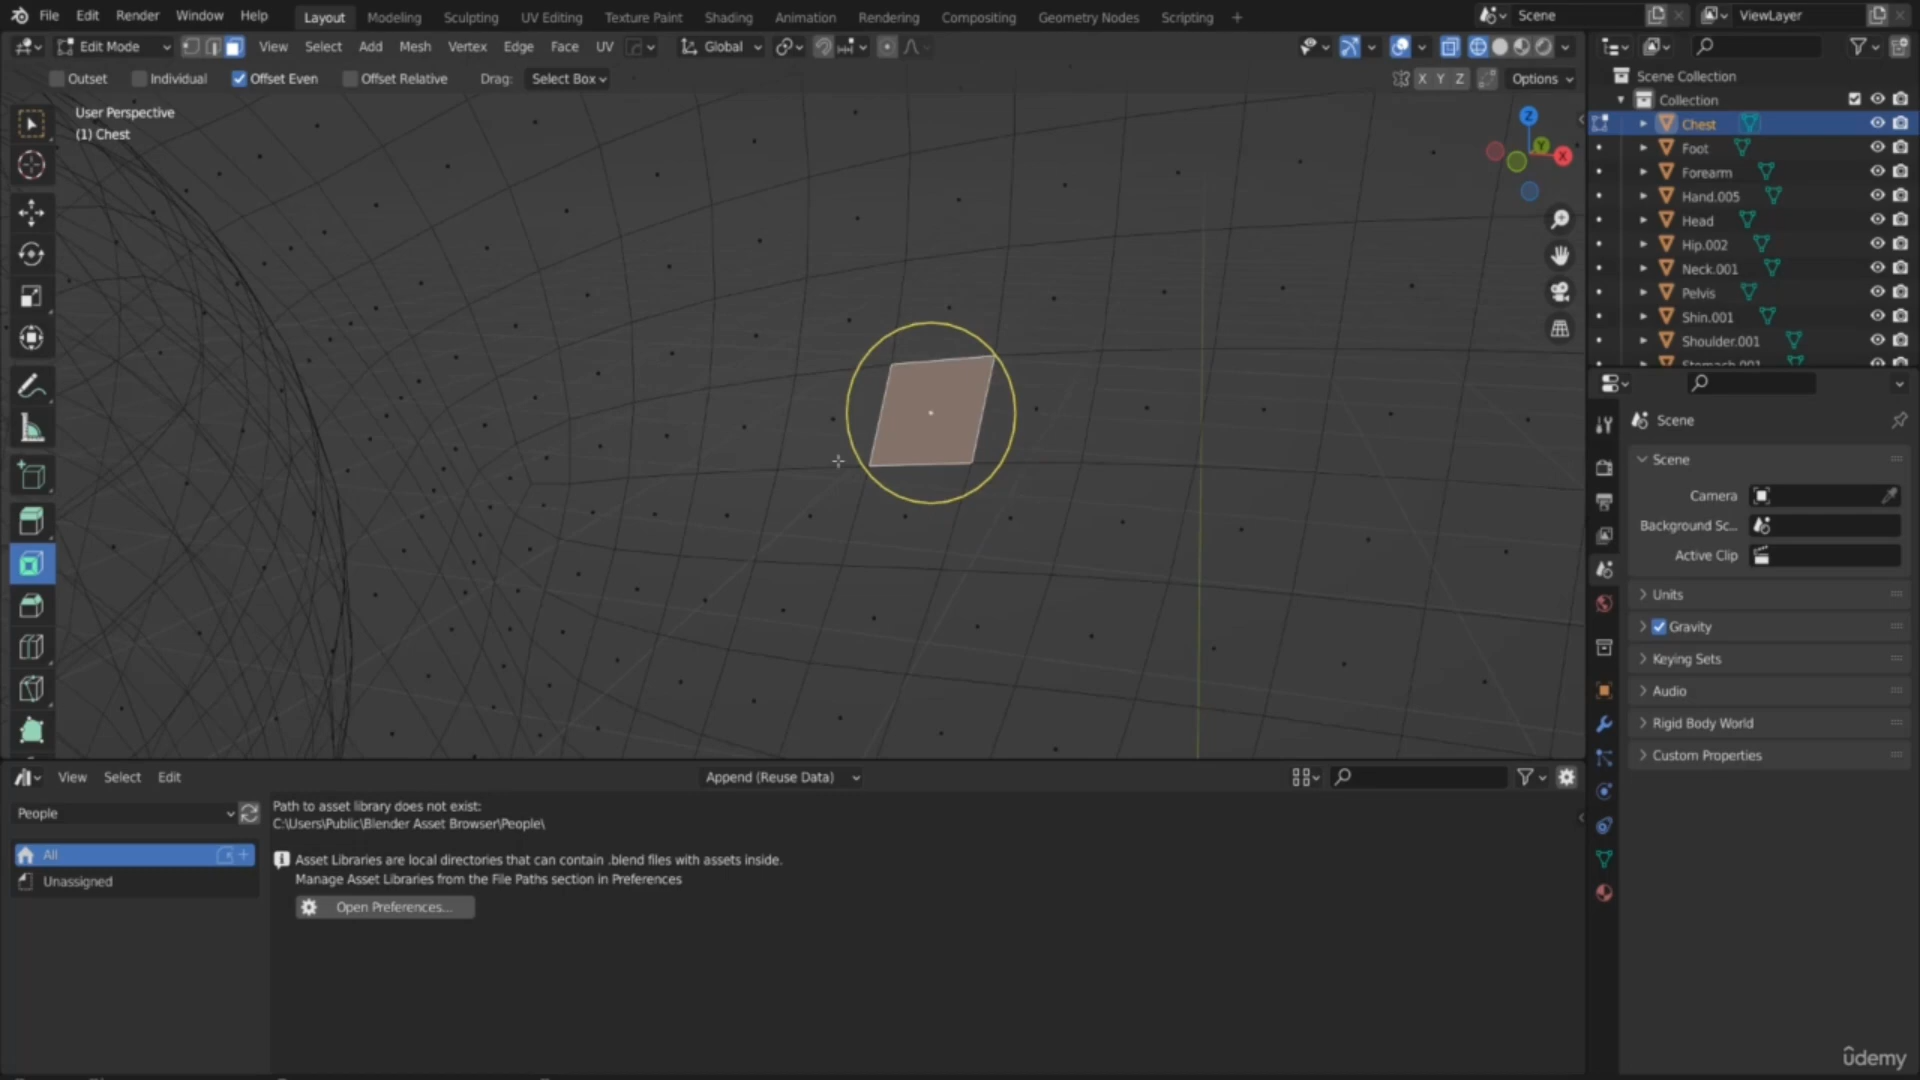 File Edit Render Window Help Layout Modeling Sculpting UV Editing Texture Paint Shading Animation Rendering Compositing Geometry Nodes Scripting + Scene ViewLayer
Edit Mode View Select Add Mesh Vertex Edge Face UV Global
Outset Individual Offset Even Offset Relative Drag: Select Box X Y Z Options
User Perspective
(1) Chest
Z
Y
X
Scene Collection
Collection
Chest
Foot
Forearm
Hand.005
Head
Hip.002
Neck.001
Pelvis
Shin.001
Shoulder.001
Stomach.001
Scene
Scene
Camera
Background Sc...
Active Clip
Units
Gravity
Keying Sets
Audio
Rigid Body World
Custom Properties
View Select Edit Append (Reuse Data)
People
All
Unassigned
Path to asset library does not exist:
C:\Users\Public\Blender Asset Browser\People\
Asset Libraries are local directories that can contain .blend files with assets inside.
Manage Asset Libraries from the File Paths section in Preferences
Open Preferences...
ûdemy